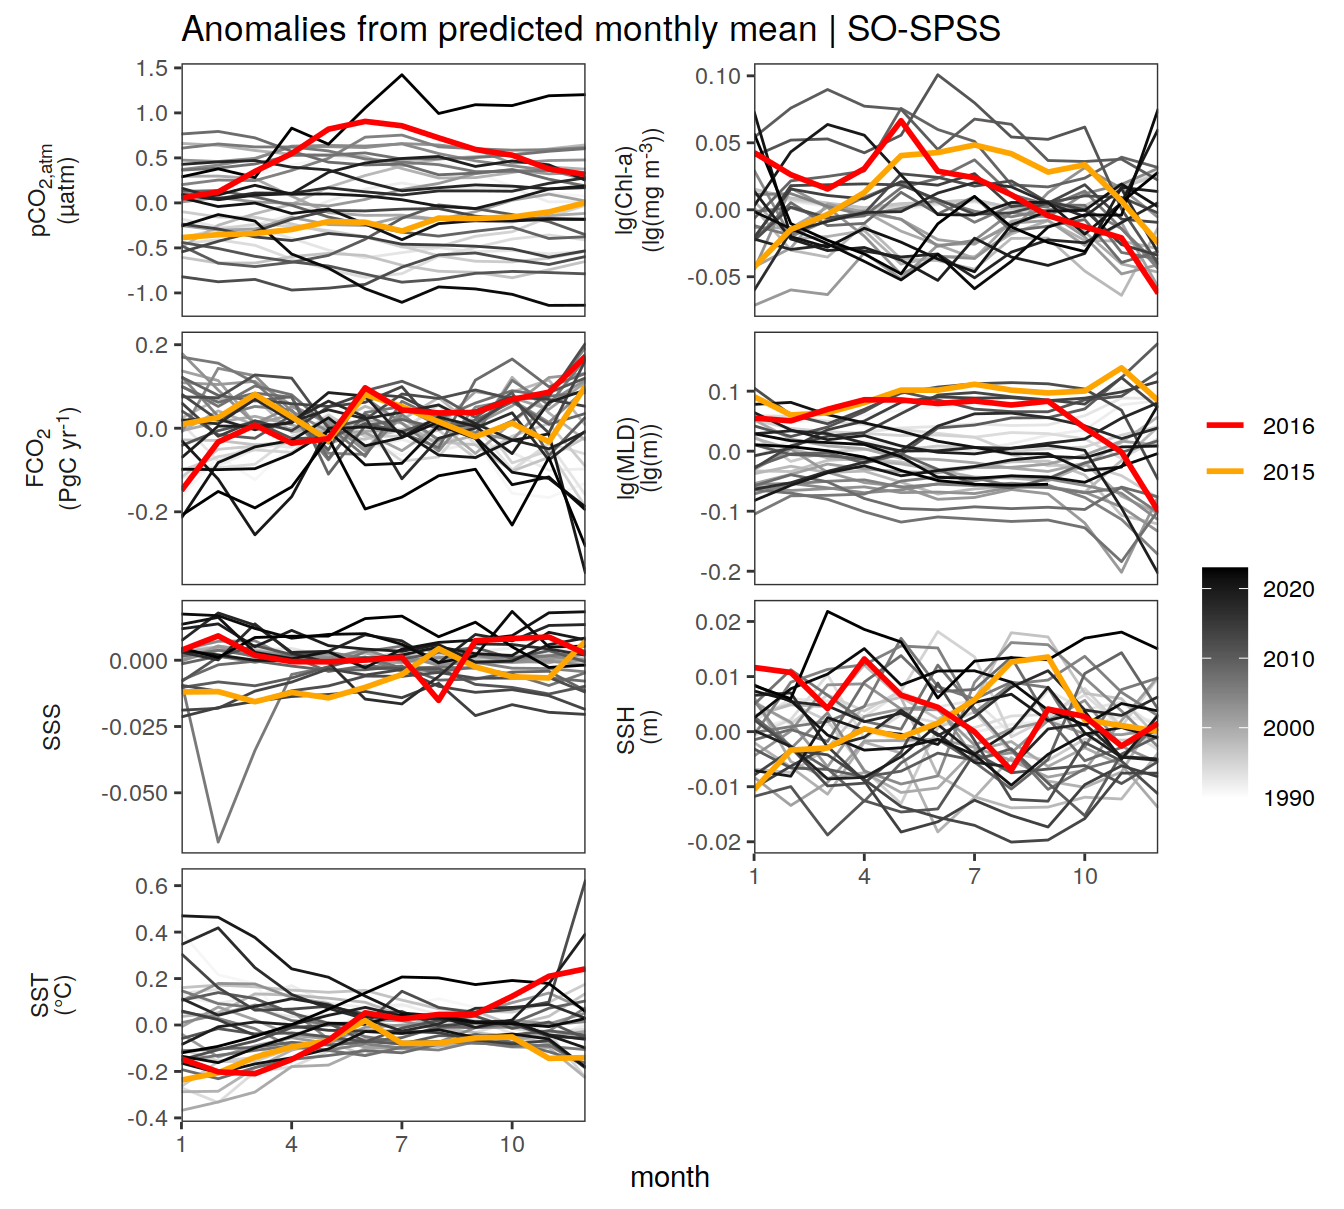 Anomalies from predicted monthly mean | SO-SPSS
pCO2,atm
(µatm)
1.5
1.0
0.5
0.0
-0.5
-1.0
lg(Chl-a)
(lg(mg m-3))
0.10
0.05
0.00
-0.05
FCO2
(PgC yr-1)
0.2
0.0
-0.2
lg(MLD)
(lg(m))
0.1
0.0
-0.1
-0.2
SSS
0.000
-0.025
-0.050
SSH
(m)
0.02
0.01
0.00
-0.01
-0.02
1 4 7 10
SST
(°C)
0.6
0.4
0.2
0.0
-0.2
-0.4
1 4 7 10
month
2016
2015
2020
2010
2000
1990